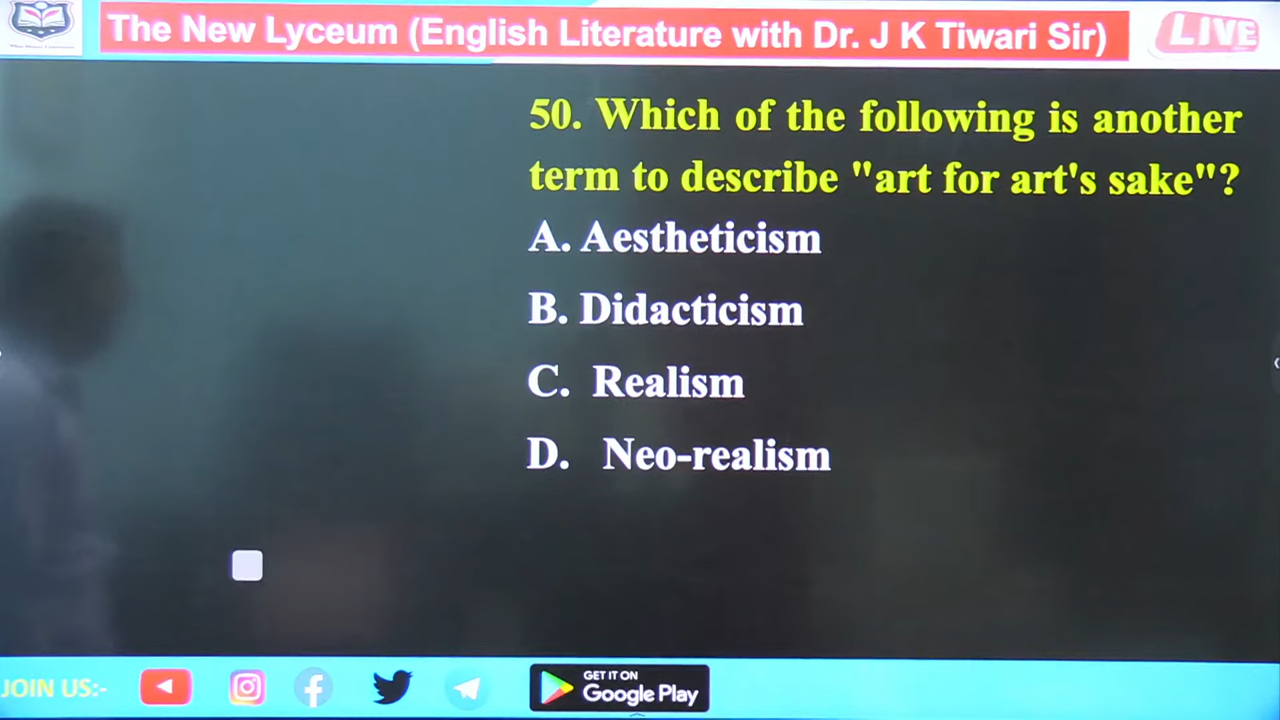 The New Lyceum (English Literature with Dr. J K Tiwari Sir)
LIVE
50. Which of the following is another
term to describe "art for art's sake"?
A. Aestheticism
B. Didacticism
C. Realism
D. Neo-realism
JOIN US:-
GET IT ON
Google Play